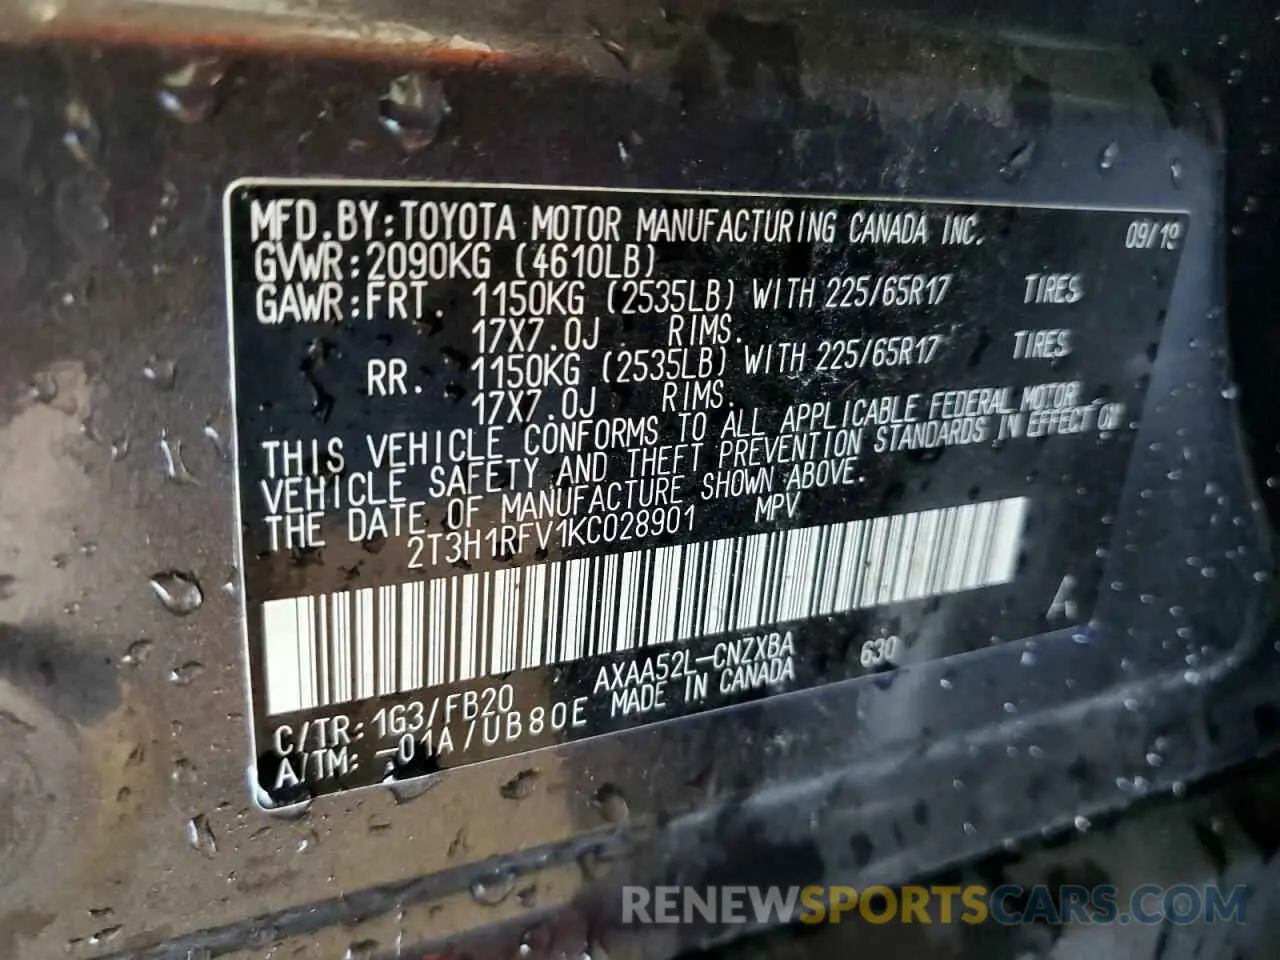 MFD.BY:TOYOTA MOTOR MANUFACTURING CANADA INC. 09/19
GVWR:2090KG (4610LB)
GAWR:FRT. 1150KG (2535LB) WITH 225/65R17 TIRES
17X7.0J RIMS.
RR. 1150KG (2535LB) WITH 225/65R17 TIRES
17X7.0J RIMS.
THIS VEHICLE CONFORMS TO ALL APPLICABLE FEDERAL MOTOR
VEHICLE SAFETY AND THEFT PREVENTION STANDARDS IN EFFECT ON
THE DATE OF MANUFACTURE SHOWN ABOVE.
2T3H1RFV1KC028901 MPV
A
C/TR:1G3/FB20 AXAA52L-CNZXBA 630
A/TM:-01A/UB80E MADE IN CANADA
RENEWSPORTSCARS.COM